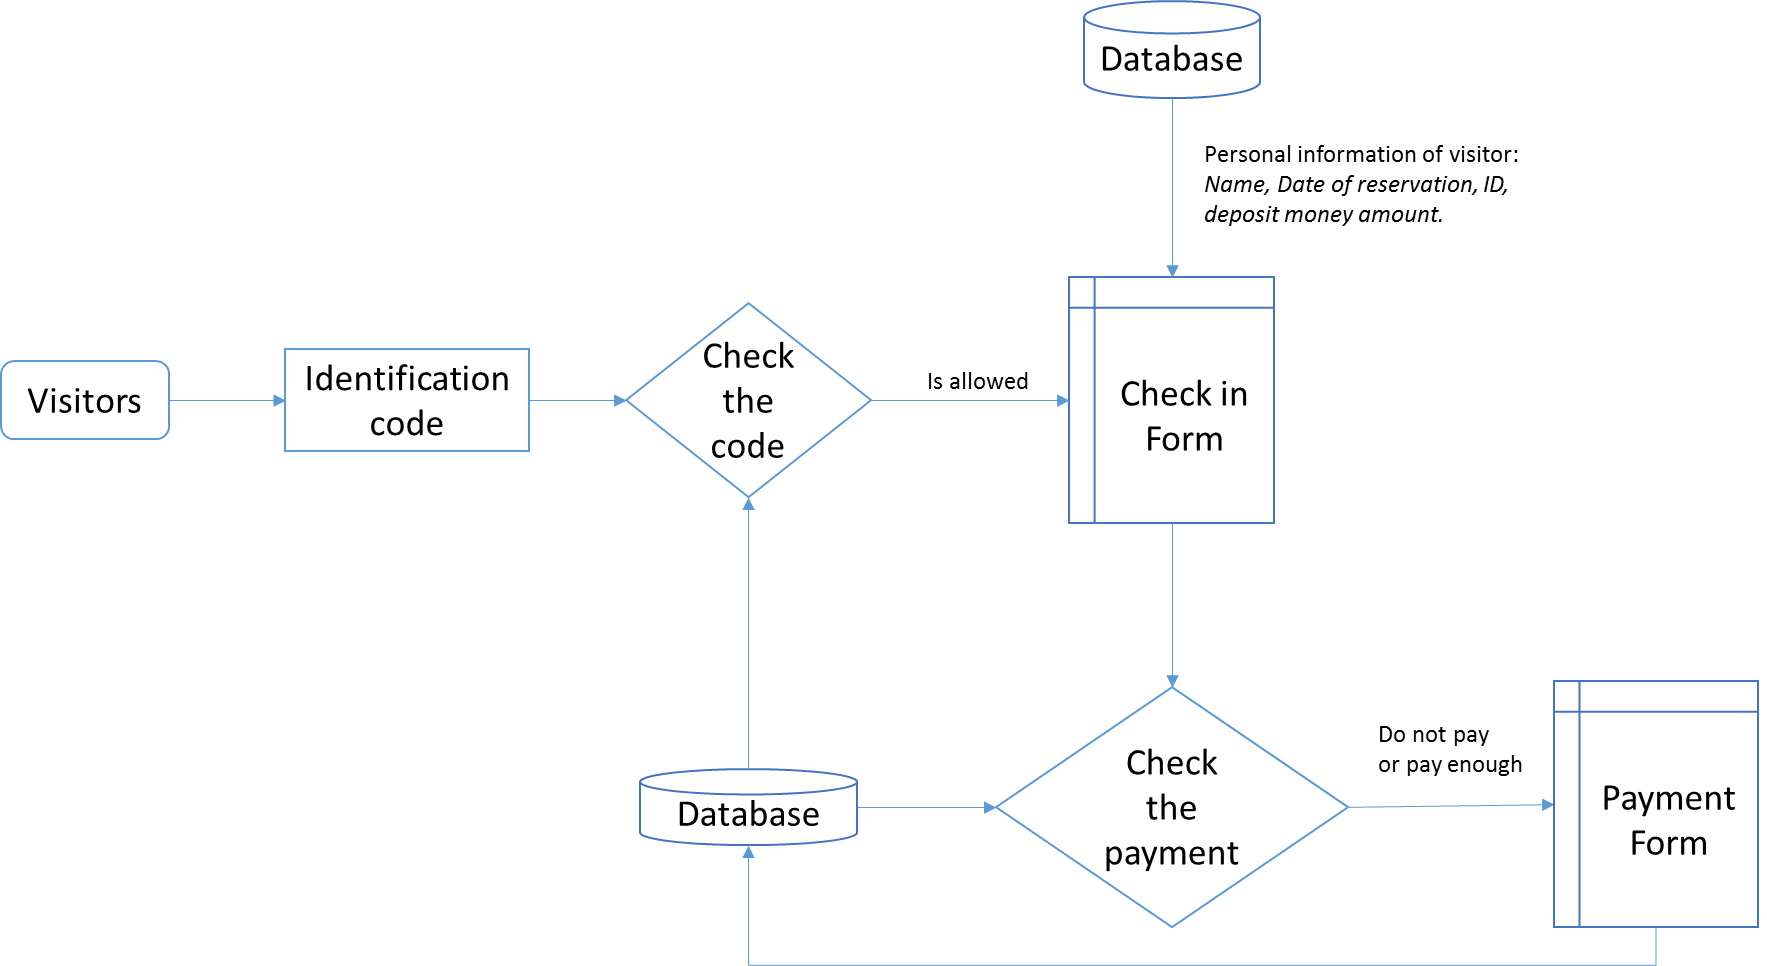 Database
Personal information of visitor:
Name, Date of reservation, ID,
deposit money amount.
Visitors
Identification
code
Check
the
code
Is allowed
Check in
Form
Database
Check
the
payment
Do not pay
or pay enough
Payment
Form